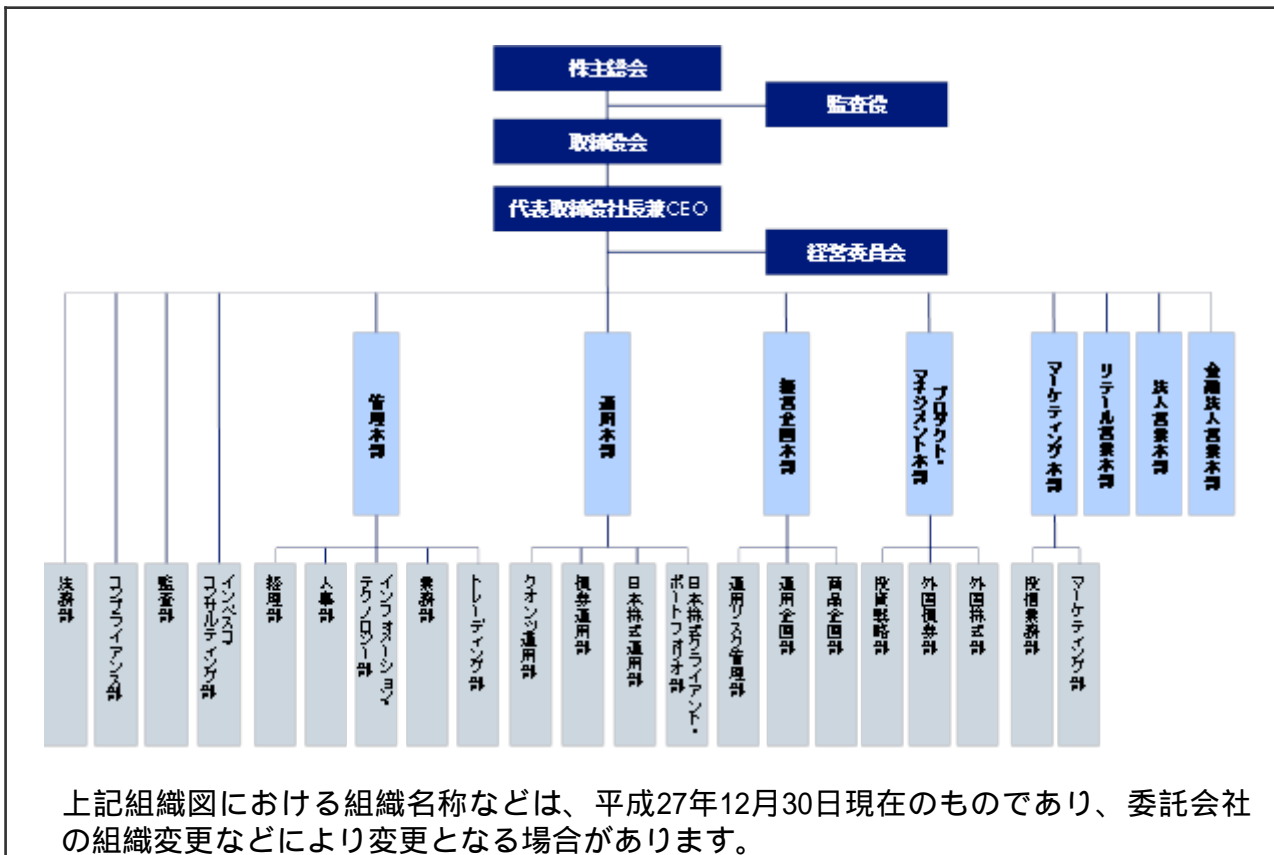 株主総会
監査役
取締役会
代表取締役社長兼CEO
経営委員会
管理本部
運用本部
経営企画本部
プロダクト・
マネジメント本部
マーケティング本部
リテール営業本部
法人営業本部
金融法人営業本部
法務部
コンプライアンス部
監査部
インベスコ
コンサルティング部
経理部
人事部
インフォメーション・
テクノロジー部
業務部
トレーディング部
クオンツ運用部
債券運用部
日本株式運用部
日本株式クライアント・
ポートフォリオ部
運用リスク管理部
運用企画部
商品企画部
投資戦略部
外国債券部
外国株式部
投信業務部
マーケティング部
上記組織図における組織名称などは、平成27年12月30日現在のものであり、委託会社
の組織変更などにより変更となる場合があります。